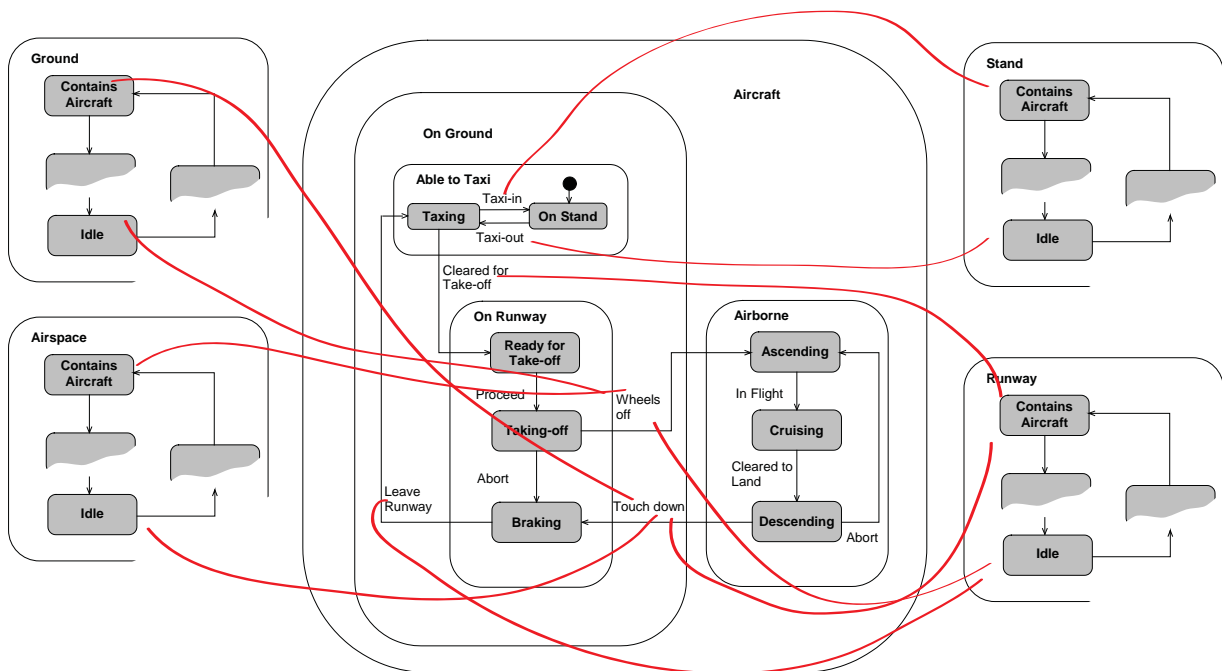 Ground
Contains
Aircraft
Idle
Airspace
Contains
Aircraft
Idle
Aircraft
On Ground
Able to Taxi
Taxi-in
Taxing
On Stand
Taxi-out
Cleared for
Take-off
On Runway
Ready for
Take-off
Proceed
Wheels
off
Taking-off
Abort
Leave
Runway
Braking
Touch down
Airborne
Ascending
In Flight
Cruising
Cleared to
Land
Descending
Abort
Stand
Contains
Aircraft
Idle
Runway
Contains
Aircraft
Idle